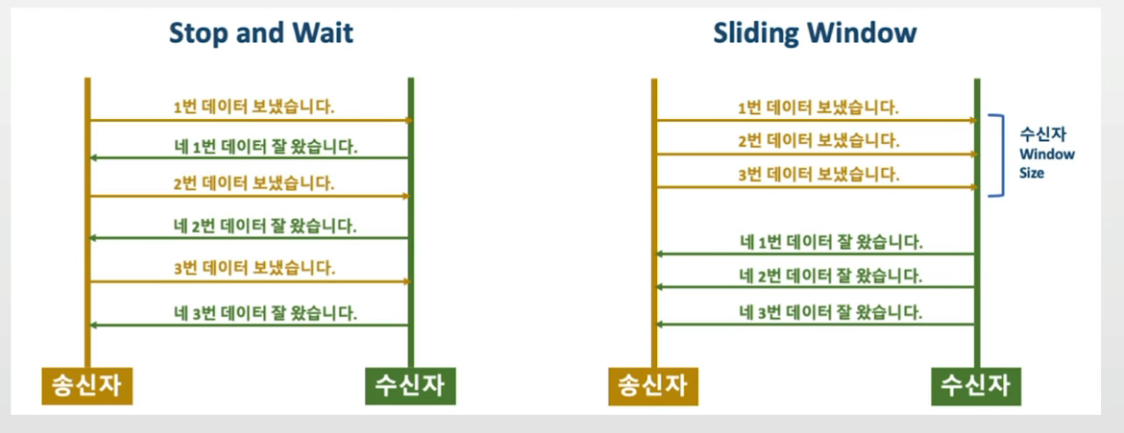 Stop and Wait
1번 데이터 보냈습니다.
네 1번 데이터 잘 왔습니다.
2번 데이터 보냈습니다.
네 2번 데이터 잘 왔습니다.
3번 데이터 보냈습니다.
네 3번 데이터 잘 왔습니다.
송신자
수신자
Sliding Window
1번 데이터 보냈습니다.
2번 데이터 보냈습니다.
3번 데이터 보냈습니다.
수신자
Window
Size
네 1번 데이터 잘 왔습니다.
네 2번 데이터 잘 왔습니다.
네 3번 데이터 잘 왔습니다.
송신자
수신자